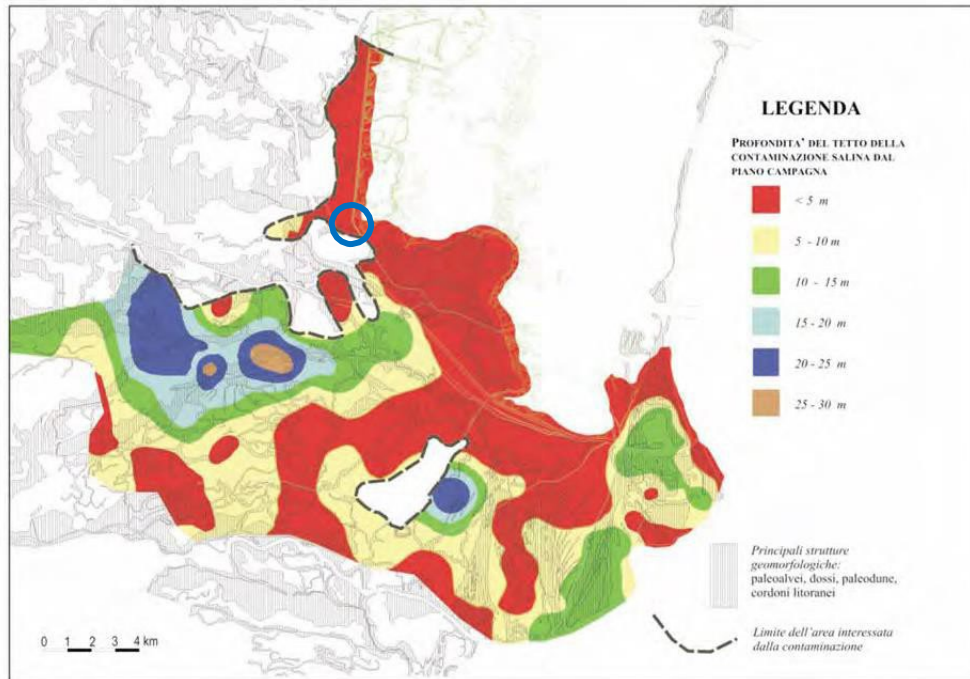 LEGENDA
PROFONDITA' DEL TETTO DELLA
CONTAMINAZIONE SALINA DAL
PIANO CAMPAGNA
< 5 m
5 - 10 m
10 - 15 m
15 - 20 m
20 - 25 m
25 - 30 m
Principali strutture
geomorfologiche:
paleoalvei, dossi, paleodune,
cordoni litoranei
Limite dell'area interessata
dalla contaminazione
0 1 2 3 4 km